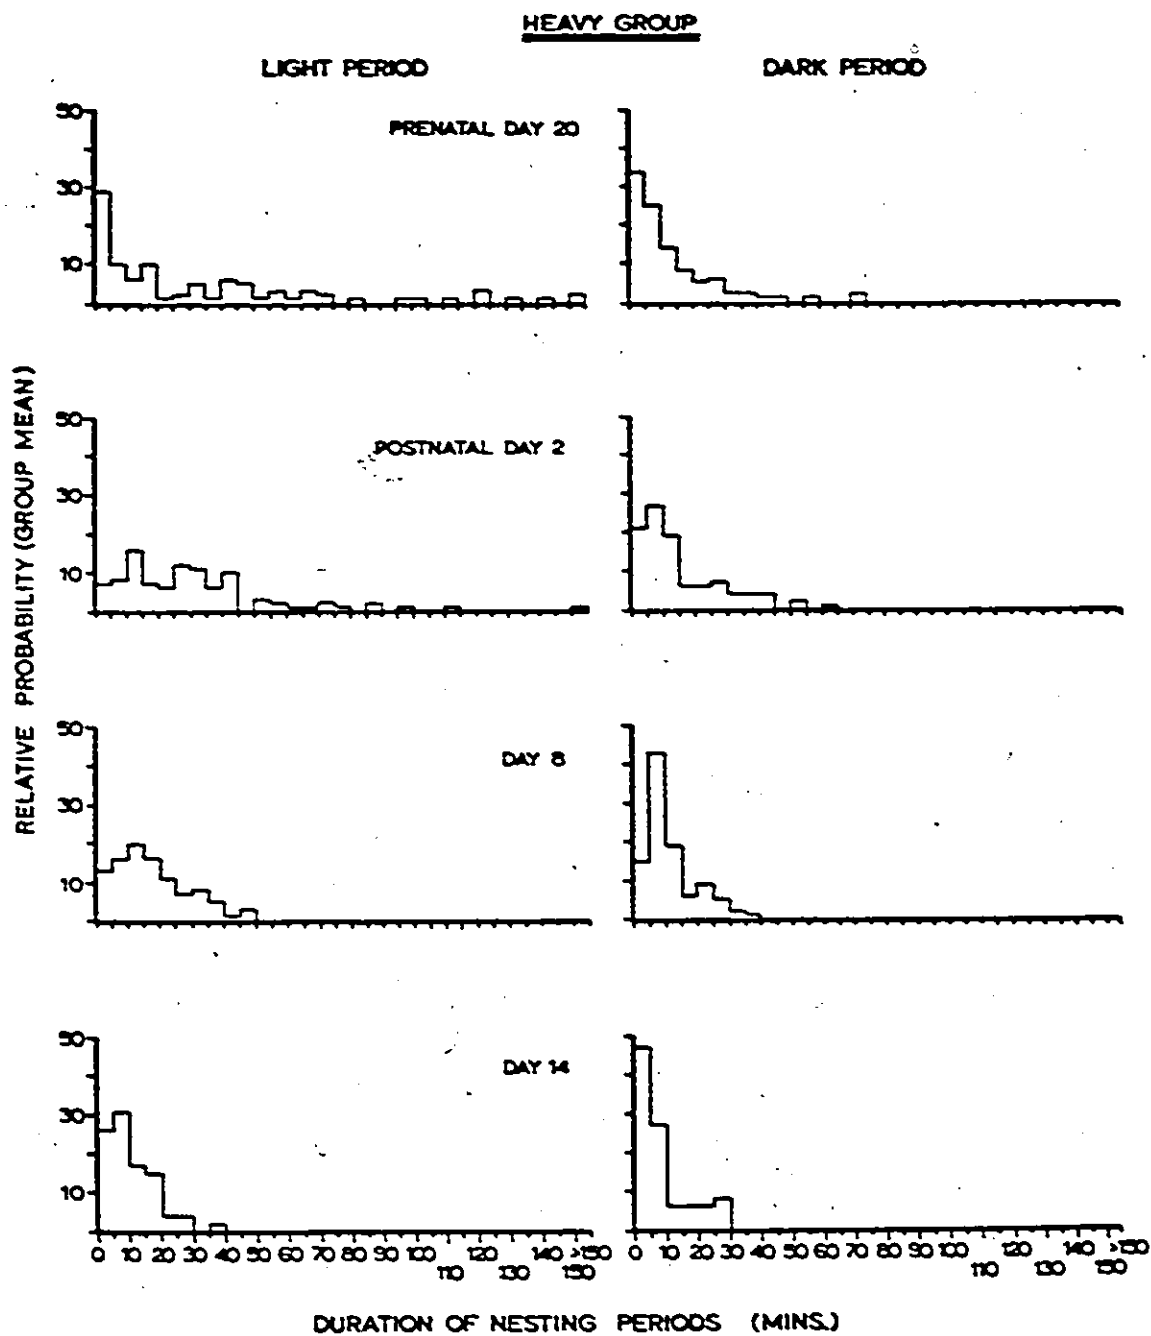 HEAVY GROUP
LIGHT PERIOD
DARK PERIOD
RELATIVE PROBABILITY (GROUP MEAN)
50
30
10
PRENATAL DAY 20
50
30
10
POSTNATAL DAY 2
50
30
10
DAY 8
50
30
10
DAY 14
0 10 20 30 40 50 60 70 80 90 100 110 120 130 140 150 >150
0 10 20 30 40 50 60 70 80 90 100 110 120 130 140 150 >150
DURATION OF NESTING PERIODS (MINS.)